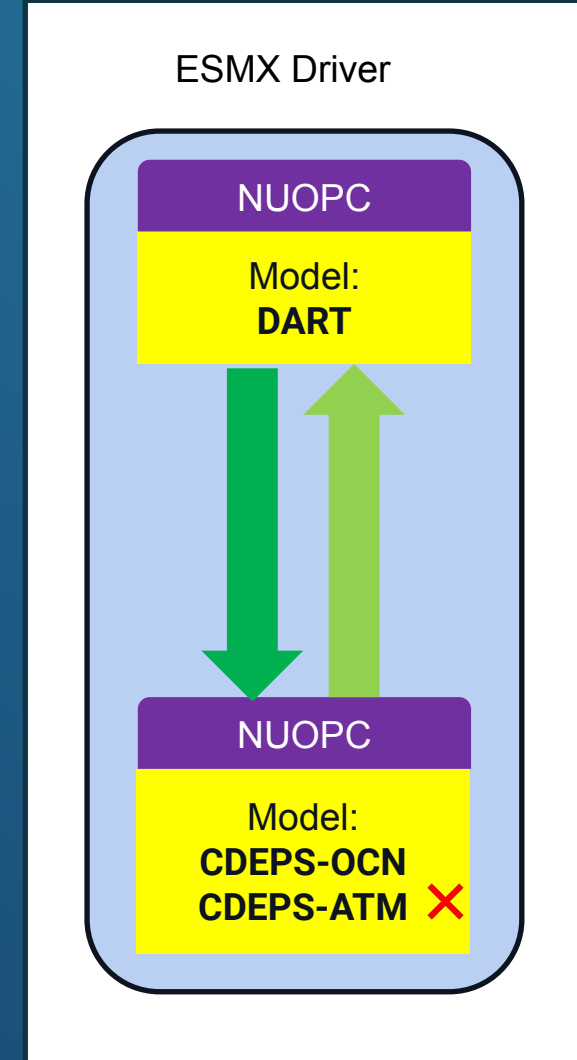 ESMX Driver
NUOPC
Model:
DART
NUOPC
Model:
CDEPS-OCN
CDEPS-ATM